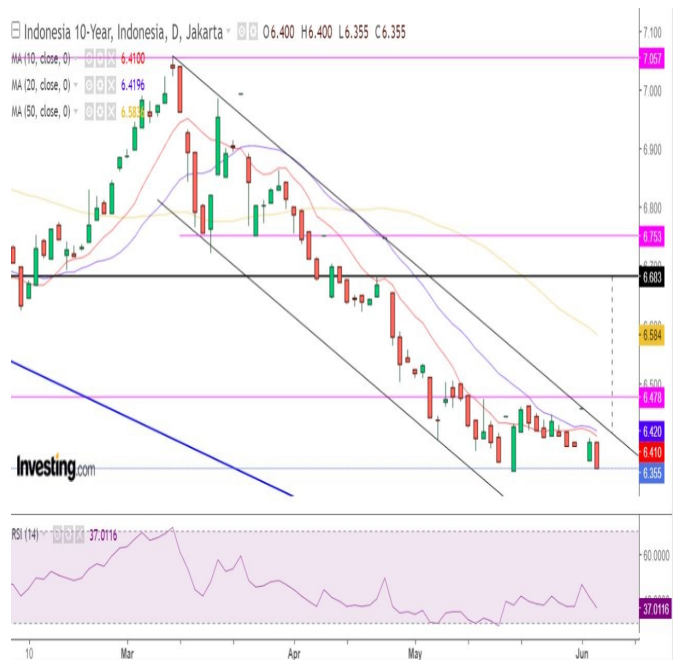 Indonesia 10-Year, Indonesia, D, Jakarta O6.400 H6.400 L6.355 C6.355
MA (10, close, 0) 6.4100
MA (20, close, 0) 6.4196
MA (50, close, 0)
7.100
7.057
7.000
6.900
6.800
6.753
6.683
6.584
6.500
6.478
6.420
6.410
6.355
Investing.com
RSI (14) 37.0116
60.0000
37.0116
10 Mar Apr May Jun